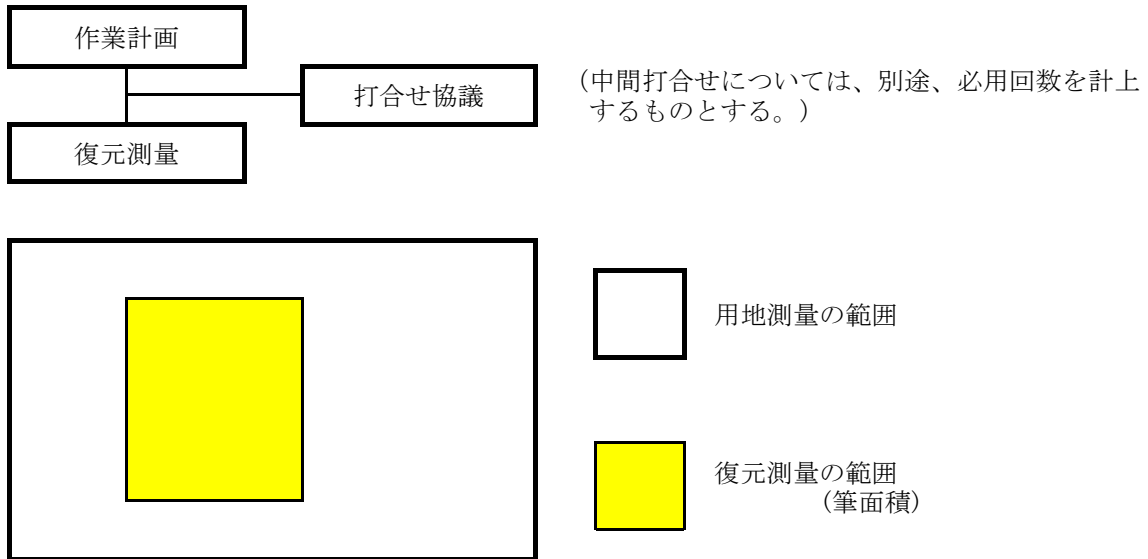 作業計画
打合せ協議
(中間打合せについては、別途、必用回数を計上
するものとする。)
復元測量
用地測量の範囲
復元測量の範囲
(筆面積)